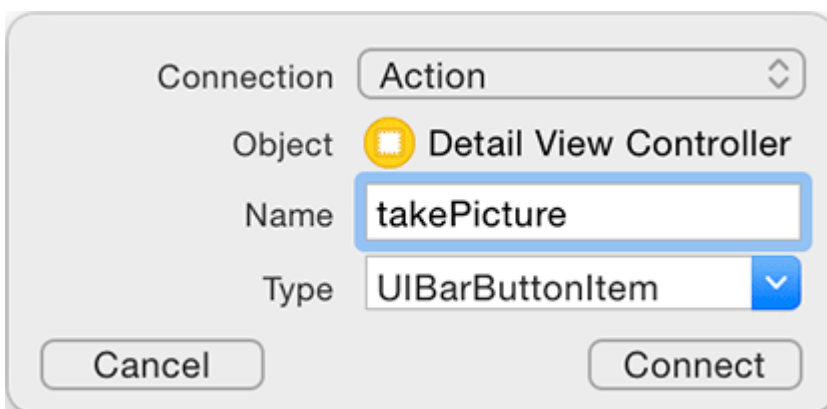 Connection Action
Object Detail View Controller
Name takePicture
Type UIBarButtonItem
Cancel Connect